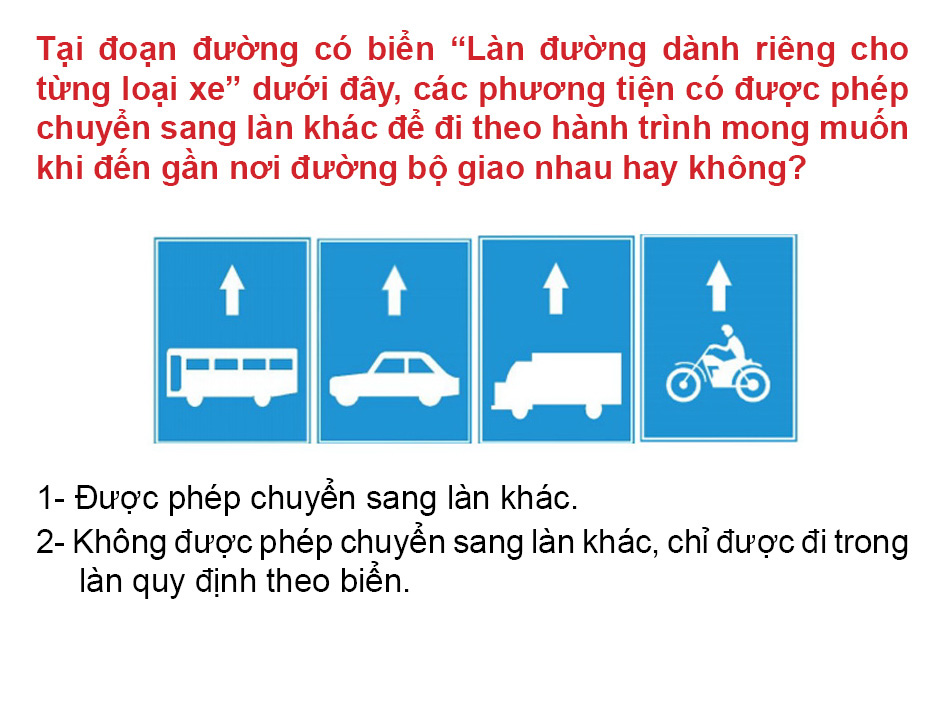 Tại đoạn đường có biển “Làn đường dành riêng cho
từng loại xe” dưới đây, các phương tiện có được phép
chuyển sang làn khác để đi theo hành trình mong muốn
khi đến gần nơi đường bộ giao nhau hay không?
1- Được phép chuyển sang làn khác.
2- Không được phép chuyển sang làn khác, chỉ được đi trong
làn quy định theo biển.